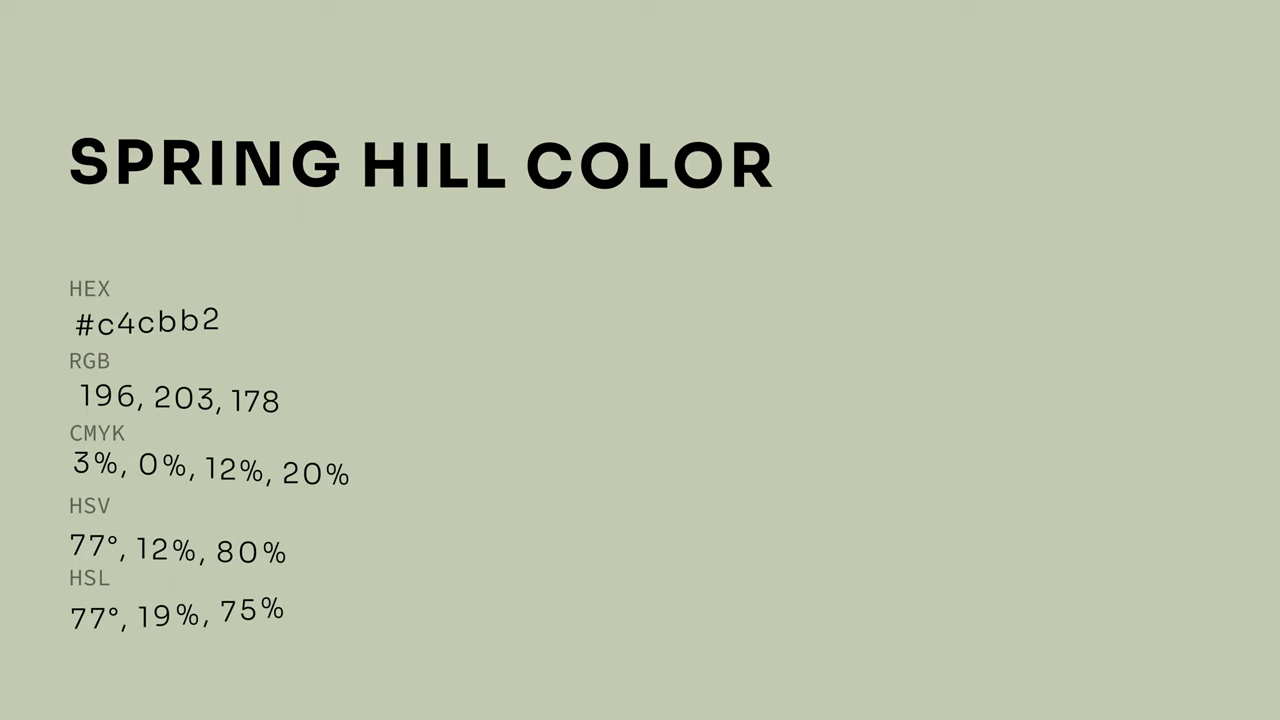 SPRING HILL COLOR
HEX
#c4cbb2
RGB
196, 203, 178
CMYK
3%, 0%, 12%, 20%
HSV
77°, 12%, 80%
HSL
77°, 19%, 75%